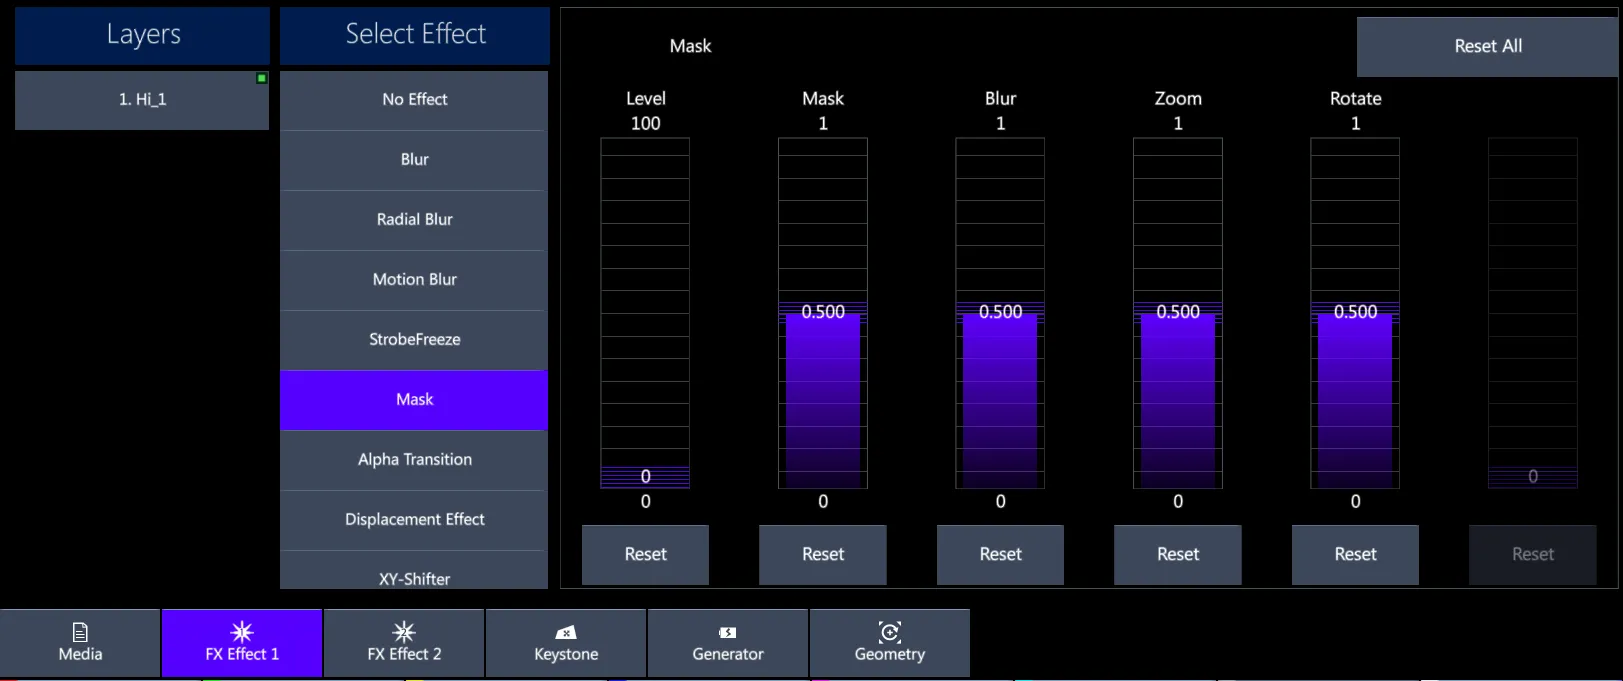 Layers
Select Effect
Mask
Reset All
1. Hi_1
No Effect
Blur
Radial Blur
Motion Blur
StrobeFreeze
Mask
Alpha Transition
Displacement Effect
XY-Shifter
Level
100
0
0
Reset
Mask
1
0.500
0
Reset
Blur
1
0.500
0
Reset
Zoom
1
0.500
0
Reset
Rotate
1
0.500
0
Reset
0
Reset
Media
FX Effect 1
2
FX Effect 2
Keystone
Generator
Geometry